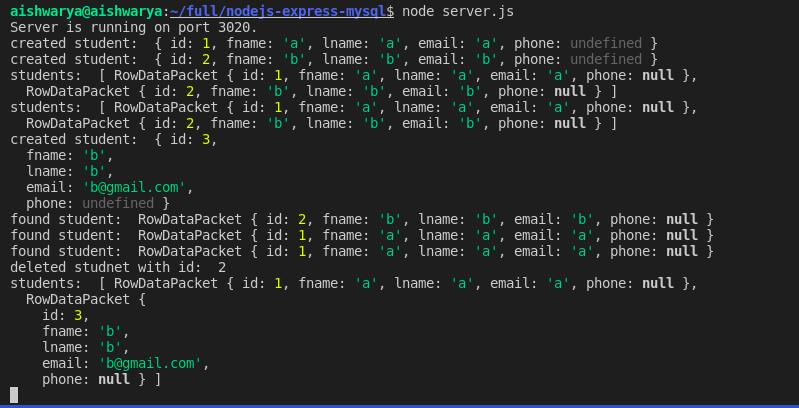 aishwarya@aishwarya:~/full/nodejs-express-mysql$ node server.js
Server is running on port 3020.
created student:  { id: 1, fname: 'a', lname: 'a', email: 'a', phone: undefined }
created student:  { id: 2, fname: 'b', lname: 'b', email: 'b', phone: undefined }
students:  [ RowDataPacket { id: 1, fname: 'a', lname: 'a', email: 'a', phone: null },
  RowDataPacket { id: 2, fname: 'b', lname: 'b', email: 'b', phone: null } ]
students:  [ RowDataPacket { id: 1, fname: 'a', lname: 'a', email: 'a', phone: null },
  RowDataPacket { id: 2, fname: 'b', lname: 'b', email: 'b', phone: null } ]
created student:  { id: 3,
  fname: 'b',
  lname: 'b',
  email: 'b@gmail.com',
  phone: undefined }
found student:  RowDataPacket { id: 2, fname: 'b', lname: 'b', email: 'b', phone: null }
found student:  RowDataPacket { id: 1, fname: 'a', lname: 'a', email: 'a', phone: null }
found student:  RowDataPacket { id: 1, fname: 'a', lname: 'a', email: 'a', phone: null }
deleted studnet with id:  2
students:  [ RowDataPacket { id: 1, fname: 'a', lname: 'a', email: 'a', phone: null },
  RowDataPacket {
    id: 3,
    fname: 'b',
    lname: 'b',
    email: 'b@gmail.com',
    phone: null } ]